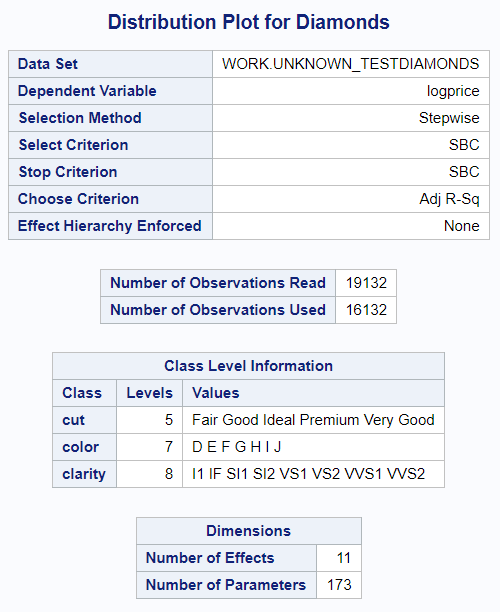 Distribution Plot for Diamonds
Data Set WORK.UNKNOWN_TESTDIAMONDS
Dependent Variable logprice
Selection Method Stepwise
Select Criterion SBC
Stop Criterion SBC
Choose Criterion Adj R-Sq
Effect Hierarchy Enforced None
Number of Observations Read 19132
Number of Observations Used 16132
Class Level Information
Class Levels Values
cut 5 Fair Good Ideal Premium Very Good
color 7 D E F G H I J
clarity 8 I1 IF SI1 SI2 VS1 VS2 VVS1 VVS2
Dimensions
Number of Effects 11
Number of Parameters 173